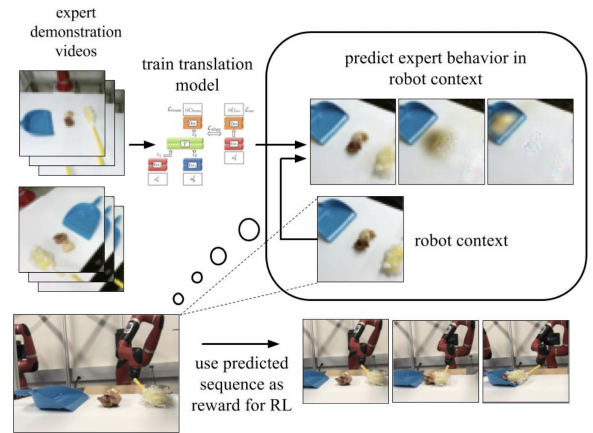 expert
demonstration
videos
train translation
model
predict expert behavior in
robot context
robot context
use predicted
sequence as
reward for RL